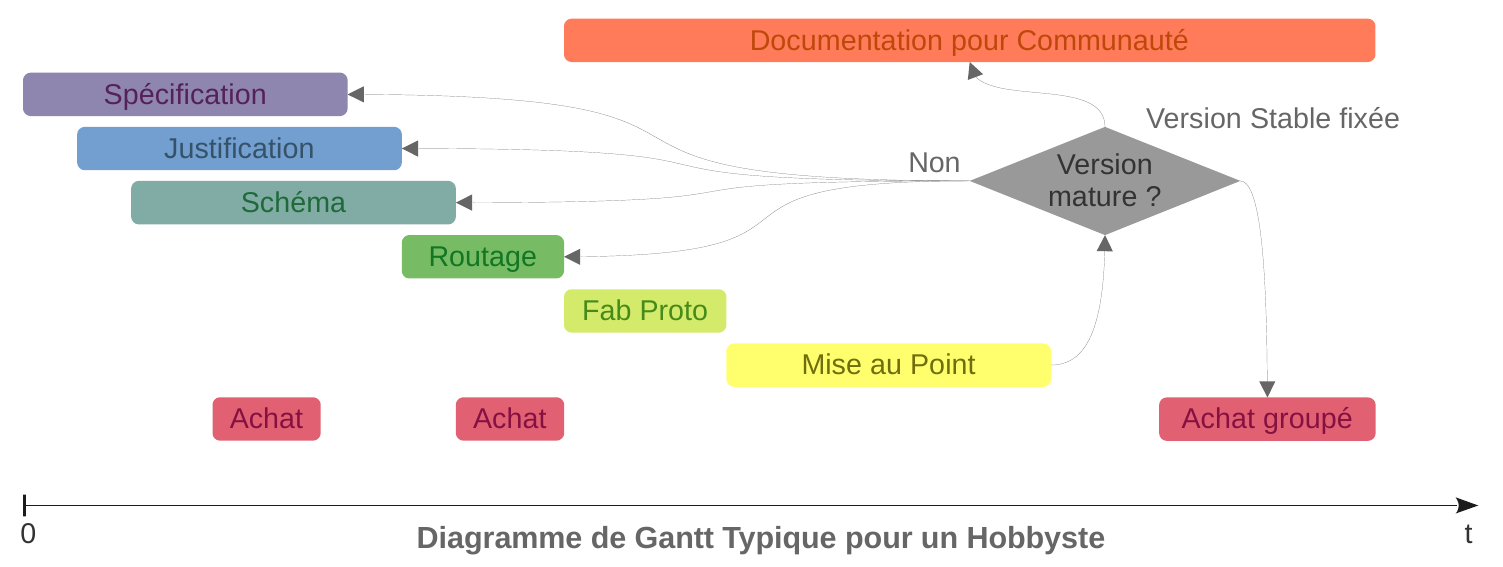 Documentation pour Communauté
Spécification
Version Stable fixée
Justification
Non
Version
mature ?
Schéma
Routage
Fab Proto
Mise au Point
Achat
Achat
Achat groupé
0
Diagramme de Gantt Typique pour un Hobbyste
t